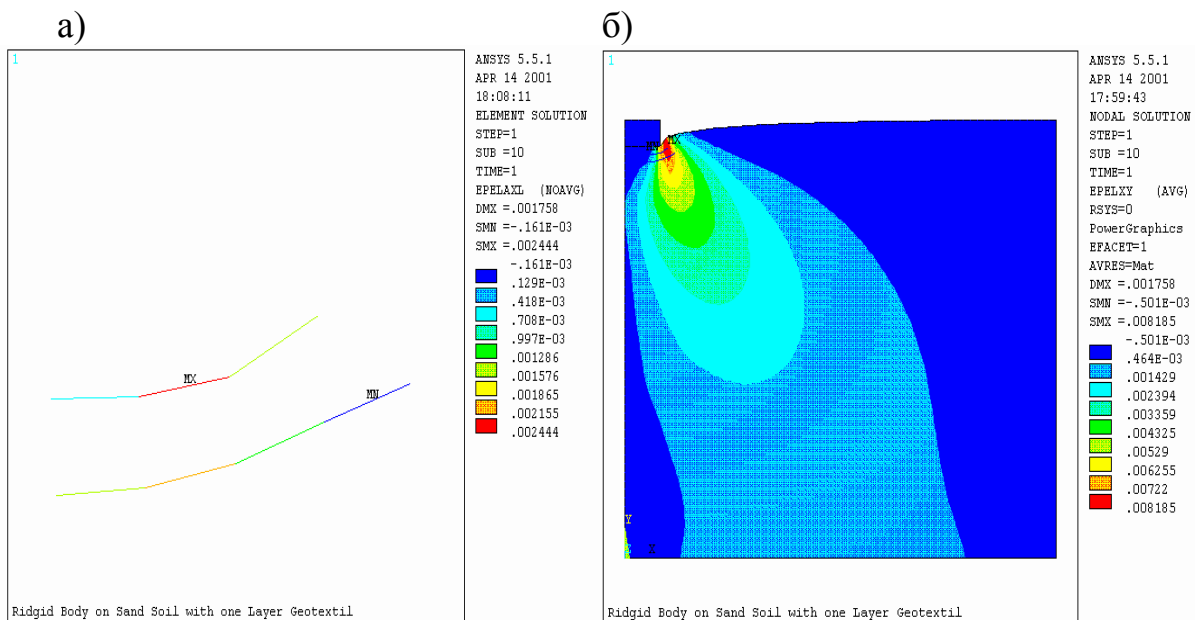 а)
б)
1
ANSYS 5.5.1
APR 14 2001
18:08:11
ELEMENT SOLUTION
STEP=1
SUB =10
TIME=1
EPELAXL (NOAVG)
DMX =.001758
SMN =-.161E-03
SMX =.002444
-.161E-03
.129E-03
.418E-03
.708E-03
.997E-03
.001286
.001576
.001865
.002155
.002444
MX
MN
Ridgid Body on Sand Soil with one Layer Geotextil
1
ANSYS 5.5.1
APR 14 2001
17:59:43
NODAL SOLUTION
STEP=1
SUB =10
TIME=1
EPELXY (AVG)
RSYS=0
PowerGraphics
EFACET=1
AVRES=Mat
DMX =.001758
SMN =-.501E-03
SMX =.008185
-.501E-03
.464E-03
.001429
.002394
.003359
.004325
.00529
.006255
.00722
.008185
MN
MX
Y
X
Ridgid Body on Sand Soil with one Layer Geotextil